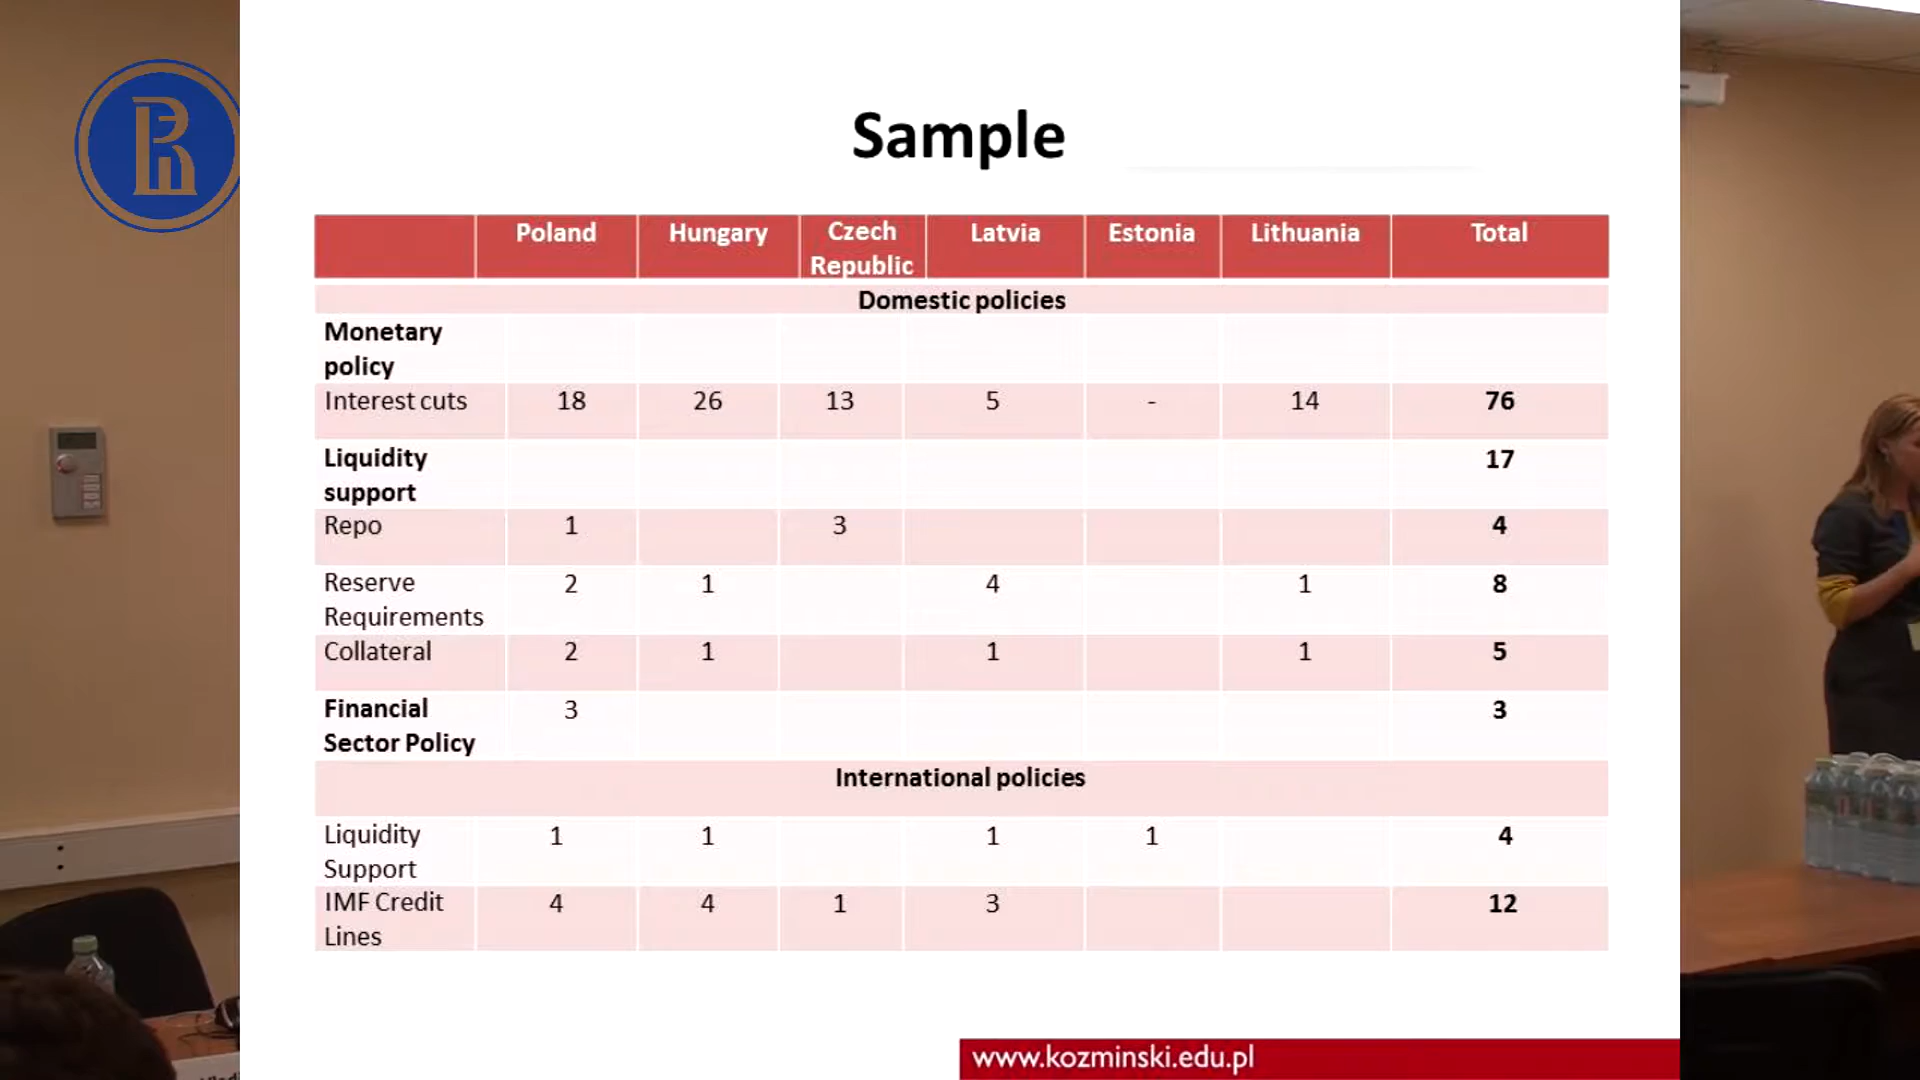 Sample
Poland Hungary Czech Republic Latvia Estonia Lithuania Total
Domestic policies
Monetary policy
Interest cuts 18 26 13 5 - 14 76
Liquidity support 17
Repo 1 3 4
Reserve Requirements 2 1 4 1 8
Collateral 2 1 1 1 5
Financial Sector Policy 3 3
International policies
Liquidity Support 1 1 1 1 4
IMF Credit Lines 4 4 1 3 12
www.kozminski.edu.pl